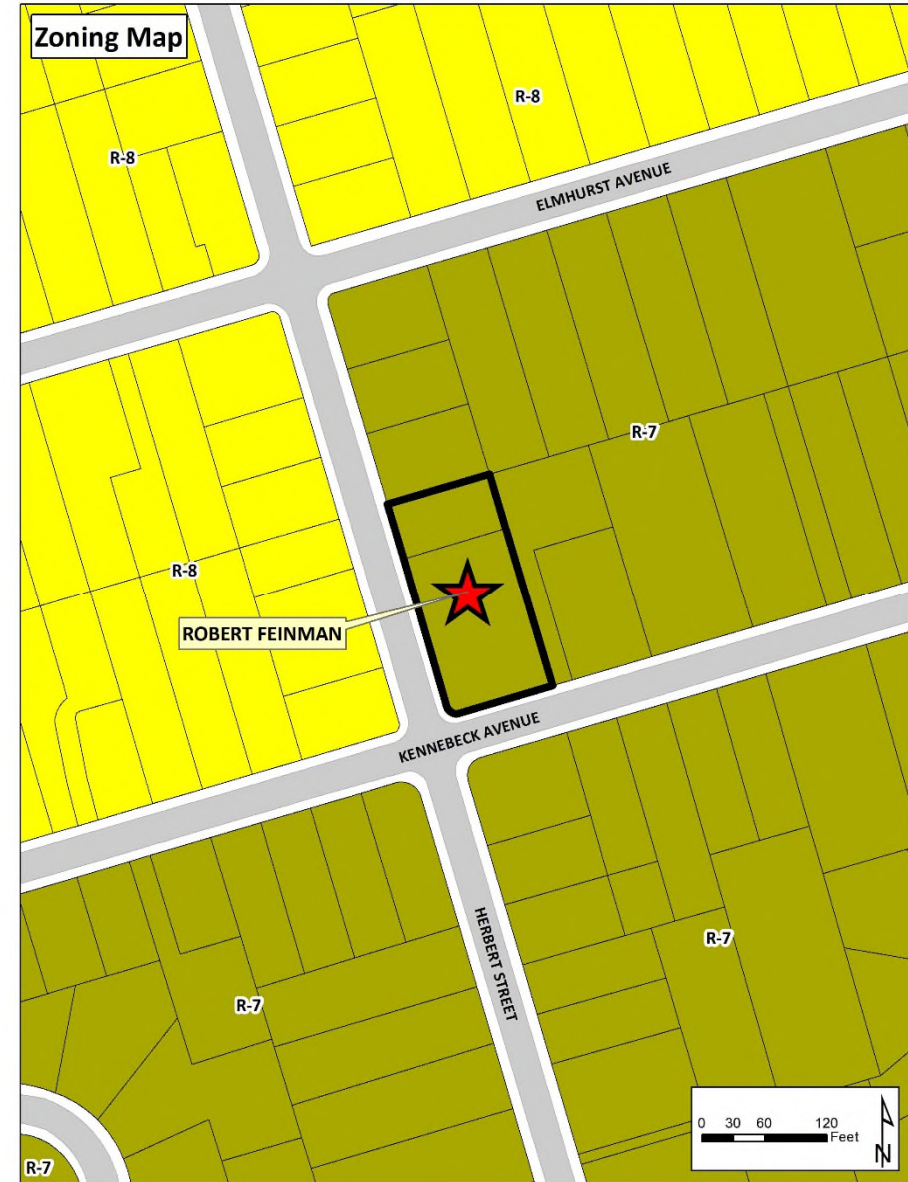 Zoning Map
R-8
R-8
ELMHURST AVENUE
R-7
R-8
ROBERT FEINMAN
KENNEBECK AVENUE
HERBERT STREET
R-7
R-7
0 30 60 120
Feet
N
R-7